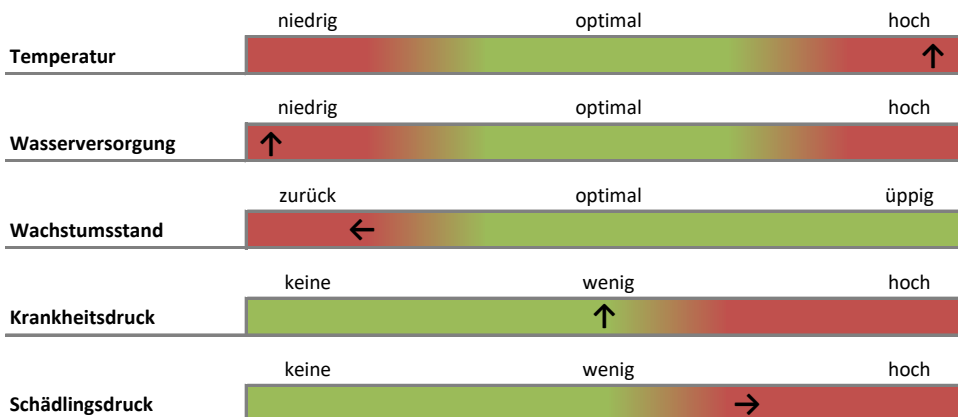 niedrig optimal hoch
Temperatur ↑
niedrig optimal hoch
Wasserversorgung ↑
zurück optimal üppig
Wachstumsstand ←
keine wenig hoch
Krankheitsdruck ↑
keine wenig hoch
Schädlingsdruck →